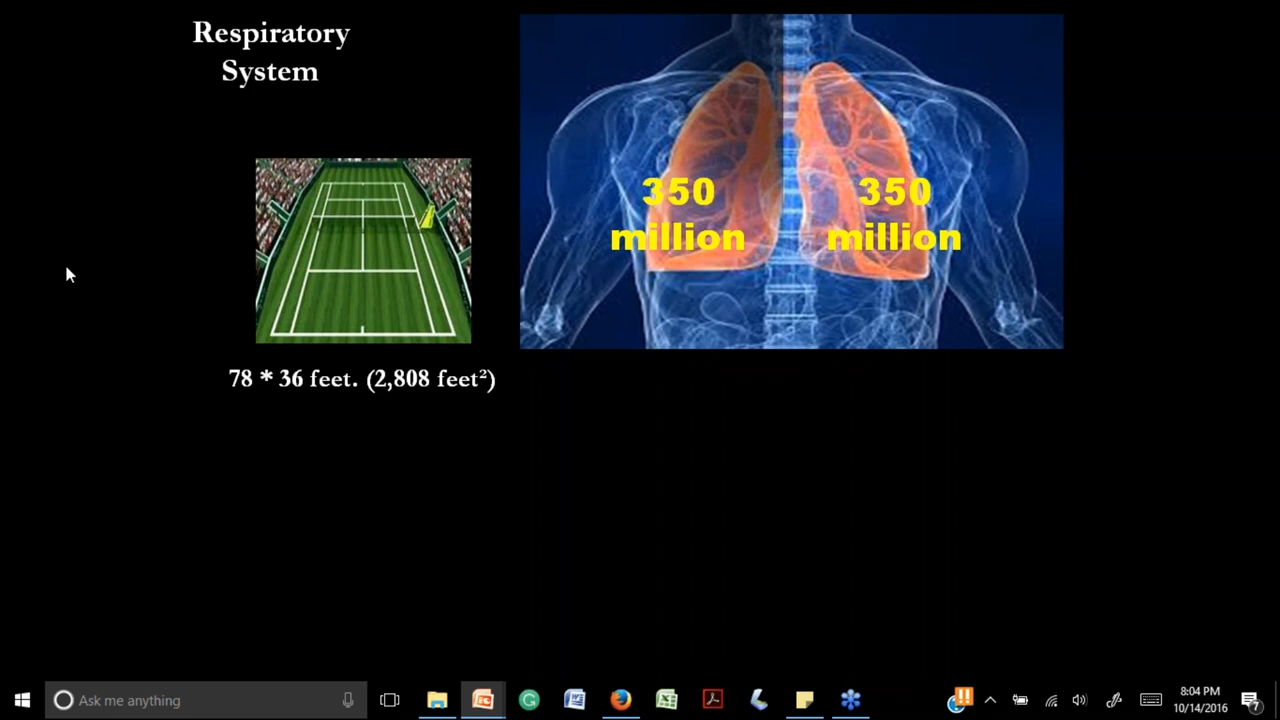 Respiratory
System
350
million
350
million
78 * 36 feet. (2,808 feet²)
Ask me anything
8:04 PM
10/14/2016
7